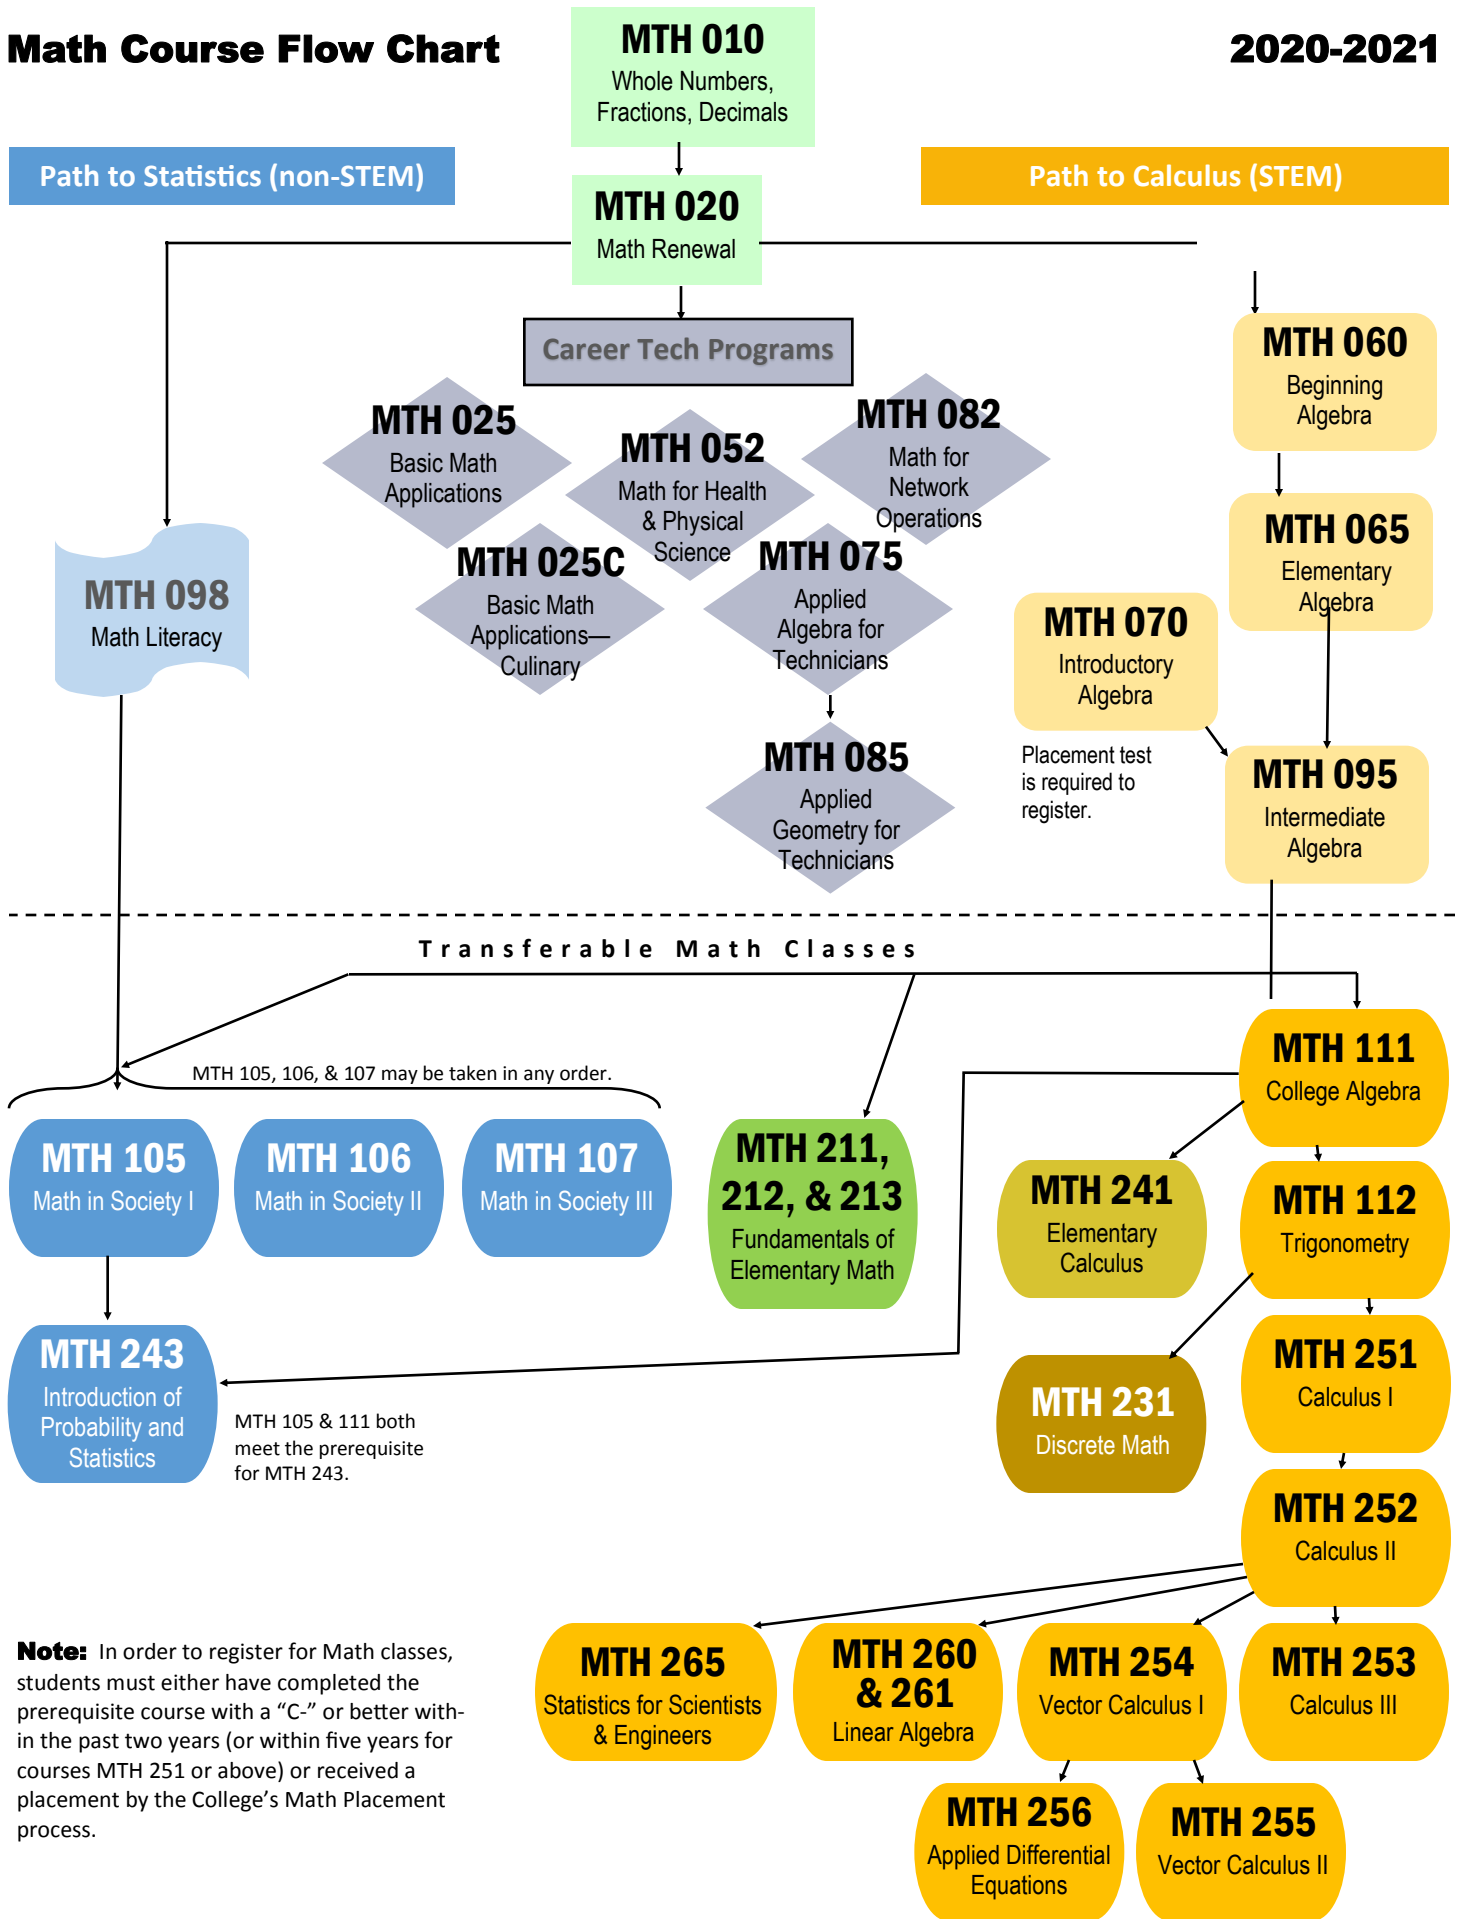 Math Course Flow Chart
2020-2021
MTH 010
Whole Numbers,
Fractions, Decimals
Path to Statistics (non-STEM)
Path to Calculus (STEM)
MTH 020
Math Renewal
Career Tech Programs
MTH 060
Beginning
Algebra
MTH 025
Basic Math
Applications
MTH 052
Math for Health
& Physical
Science
MTH 082
Math for
Network
Operations
MTH 065
Elementary
Algebra
MTH 098
Math Literacy
MTH 025C
Basic Math
Applications—
Culinary
MTH 075
Applied
Algebra for
Technicians
MTH 070
Introductory
Algebra
Placement test
is required to
register.
MTH 085
Applied
Geometry for
Technicians
MTH 095
Intermediate
Algebra
Transferable Math Classes
MTH 105, 106, & 107 may be taken in any order.
MTH 111
College Algebra
MTH 105
Math in Society I
MTH 106
Math in Society II
MTH 107
Math in Society III
MTH 211,
212, & 213
Fundamentals of
Elementary Math
MTH 241
Elementary
Calculus
MTH 112
Trigonometry
MTH 243
Introduction of
Probability and
Statistics
MTH 105 & 111 both
meet the prerequisite
for MTH 243.
MTH 231
Discrete Math
MTH 251
Calculus I
MTH 252
Calculus II
Note: In order to register for Math classes,
students must either have completed the
prerequisite course with a “C-” or better with-
in the past two years (or within five years for
courses MTH 251 or above) or received a
placement by the College’s Math Placement
process.
MTH 265
Statistics for Scientists
& Engineers
MTH 260
& 261
Linear Algebra
MTH 254
Vector Calculus I
MTH 253
Calculus III
MTH 256
Applied Differential
Equations
MTH 255
Vector Calculus II